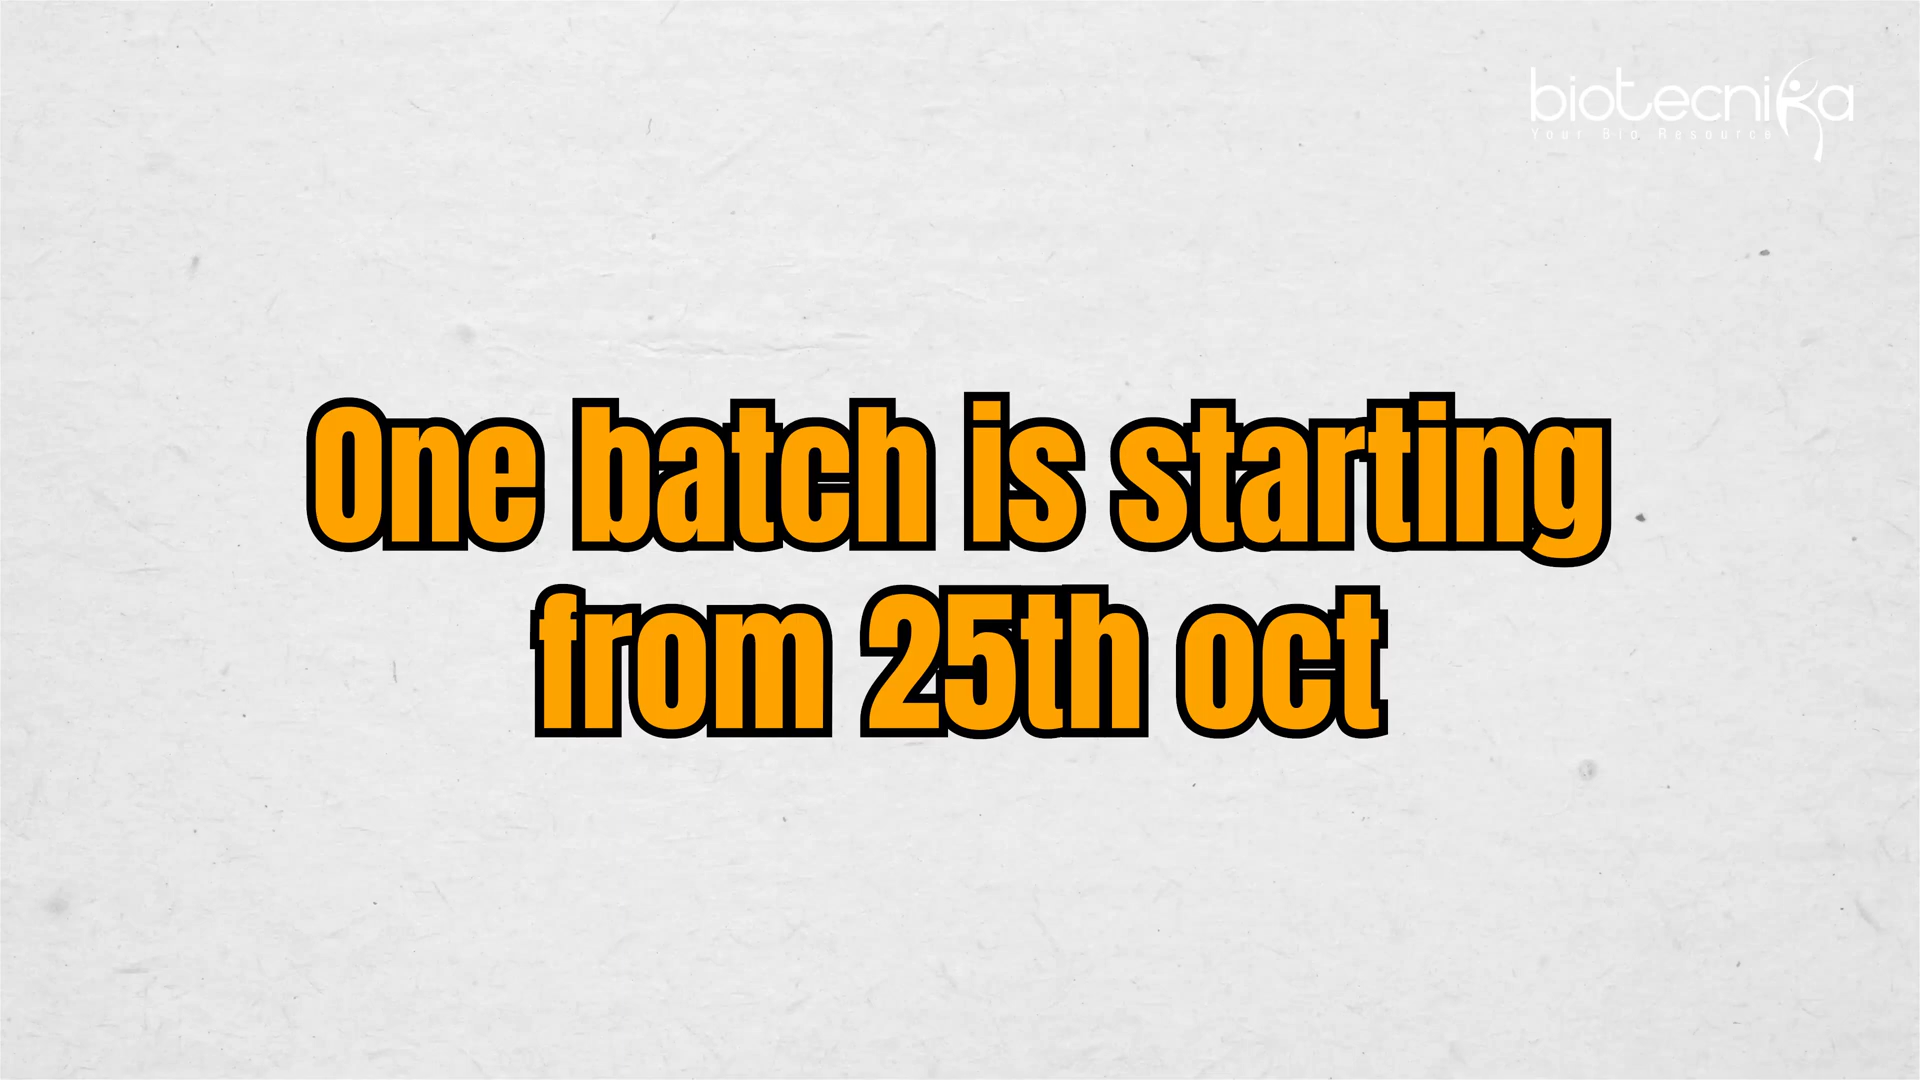 biotecnika
Your Bio Resource
One batch is starting
from 25th oct